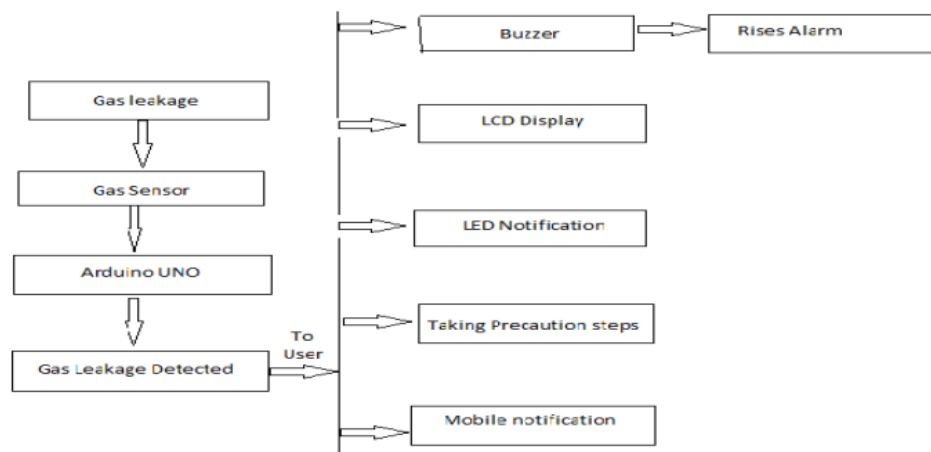 Gas leakage
Gas Sensor
Arduino UNO
Gas Leakage Detected
To
User
Buzzer
Rises Alarm
LCD Display
LED Notification
Taking Precaution steps
Mobile notification